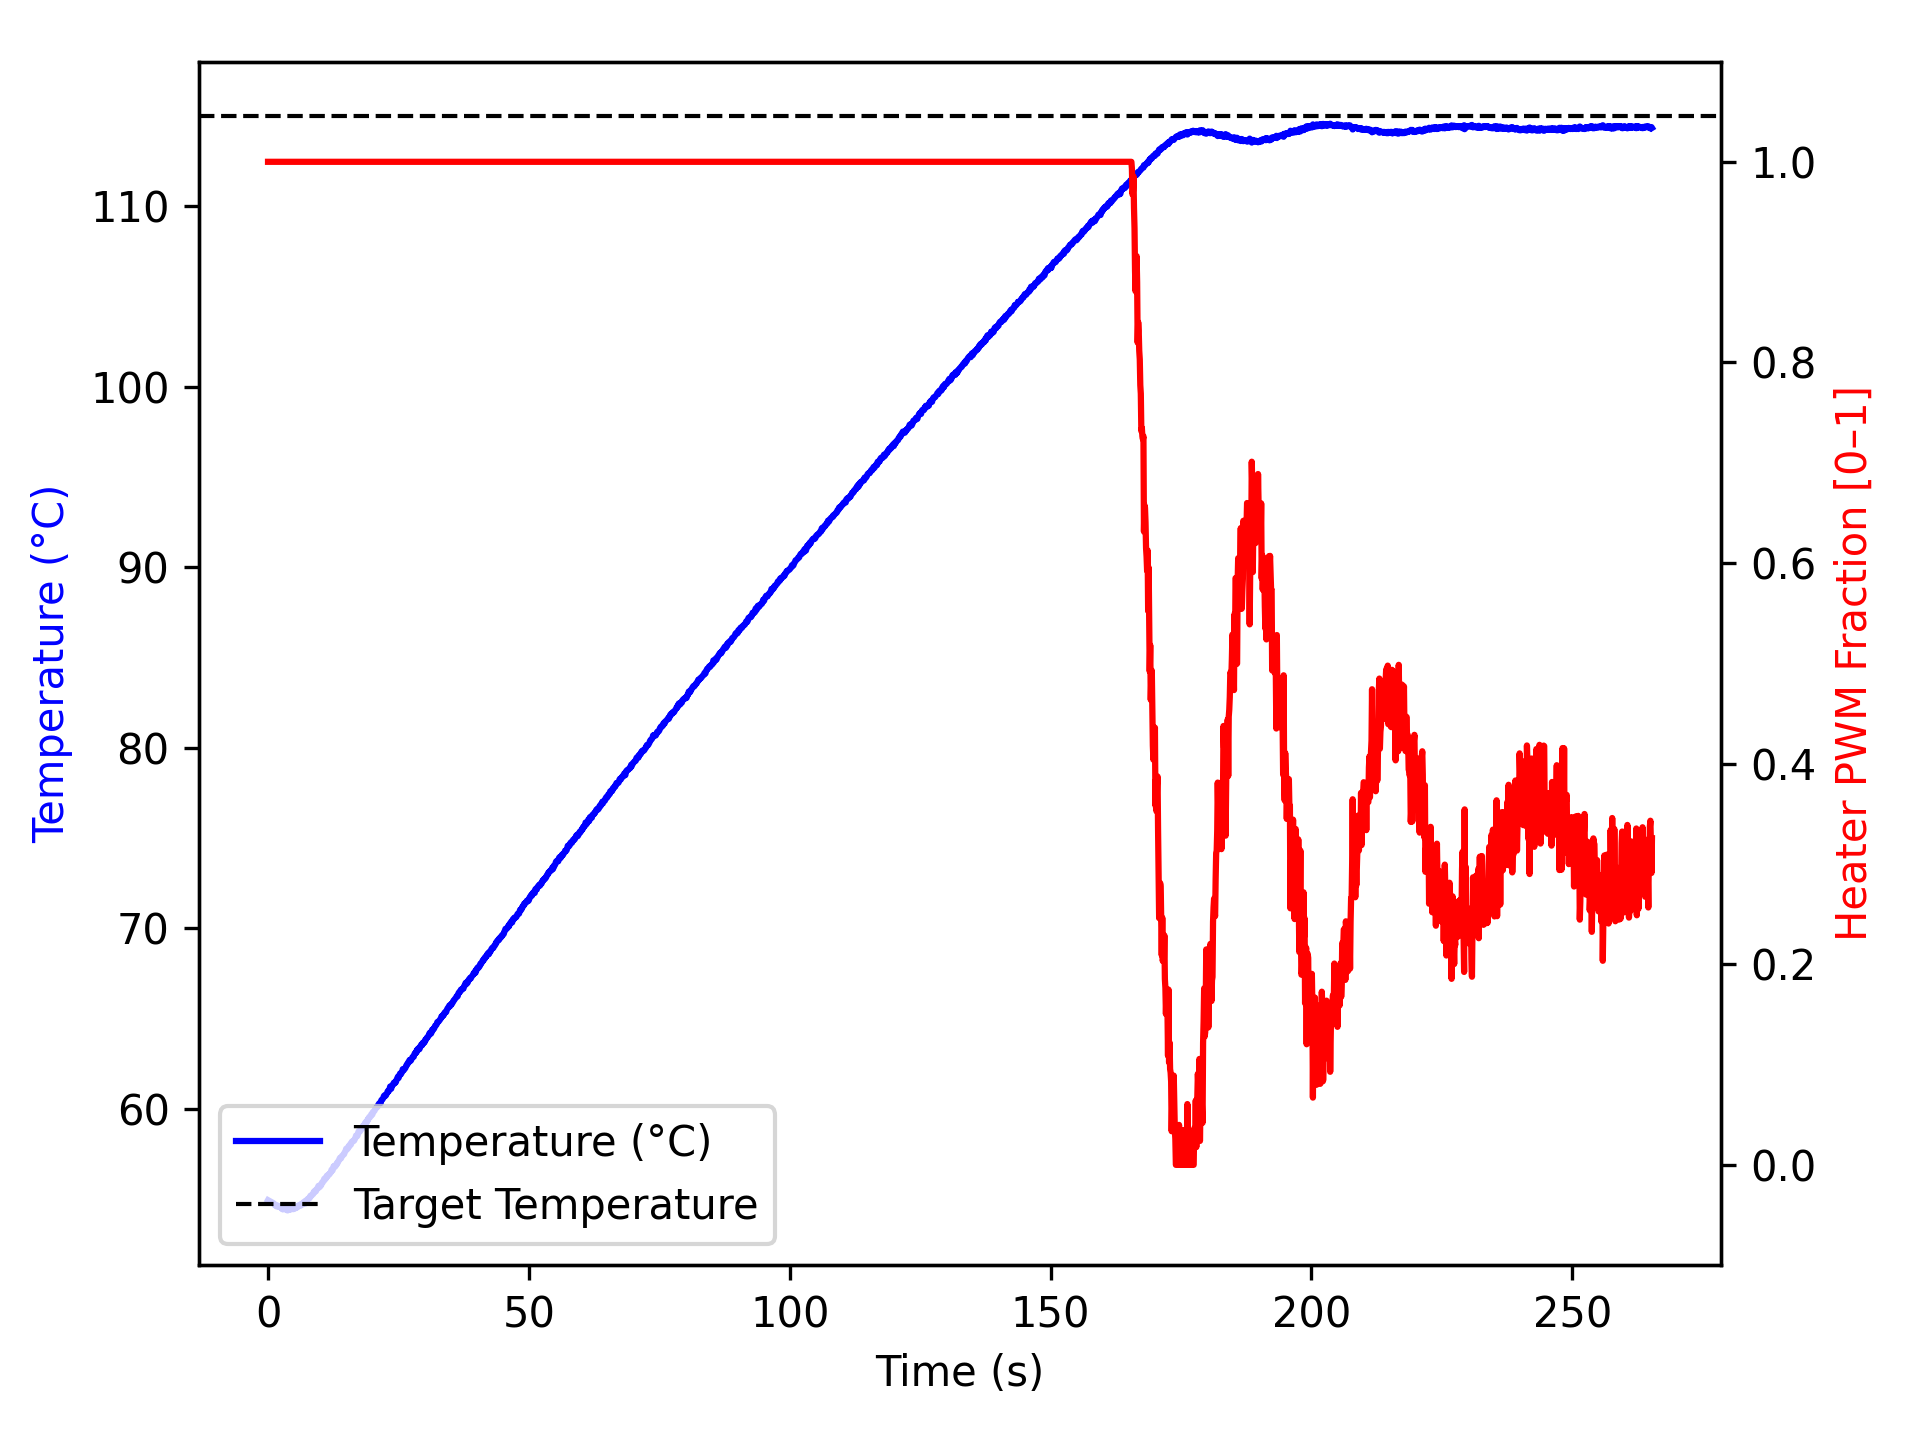 110
100
90
80
70
60
Temperature (°C)
1.0
0.8
0.6
0.4
0.2
0.0
Heater PWM Fraction [0–1]
Temperature (°C)
Target Temperature
0 50 100 150 200 250
Time (s)